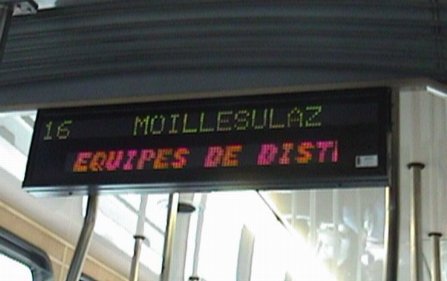 16 MOILLESULAZ
EQUIPES DE DIST